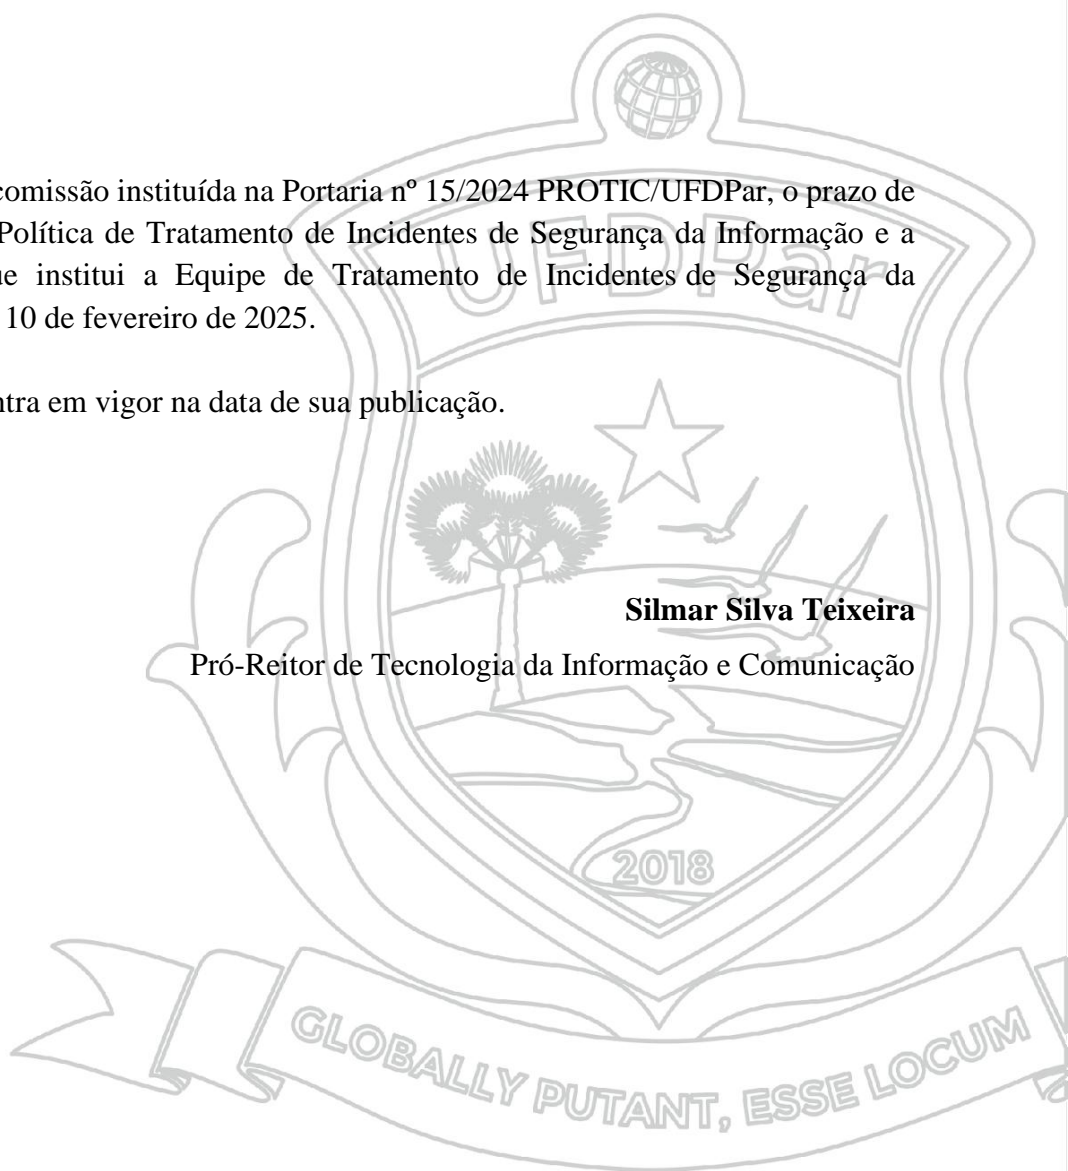 UFDPar
comissão instituída na Portaria nº 15/2024 PROTIC/UFDPar, o prazo de
Política de Tratamento de Incidentes de Segurança da Informação e a
institui a Equipe de Tratamento de Incidentes de Segurança da
10 de fevereiro de 2025.
em vigor na data de sua publicação.
Silmar Silva Teixeira
Pró-Reitor de Tecnologia da Informação e Comunicação
2018
GLOBALLY PUTANT, ESSE LOCUM